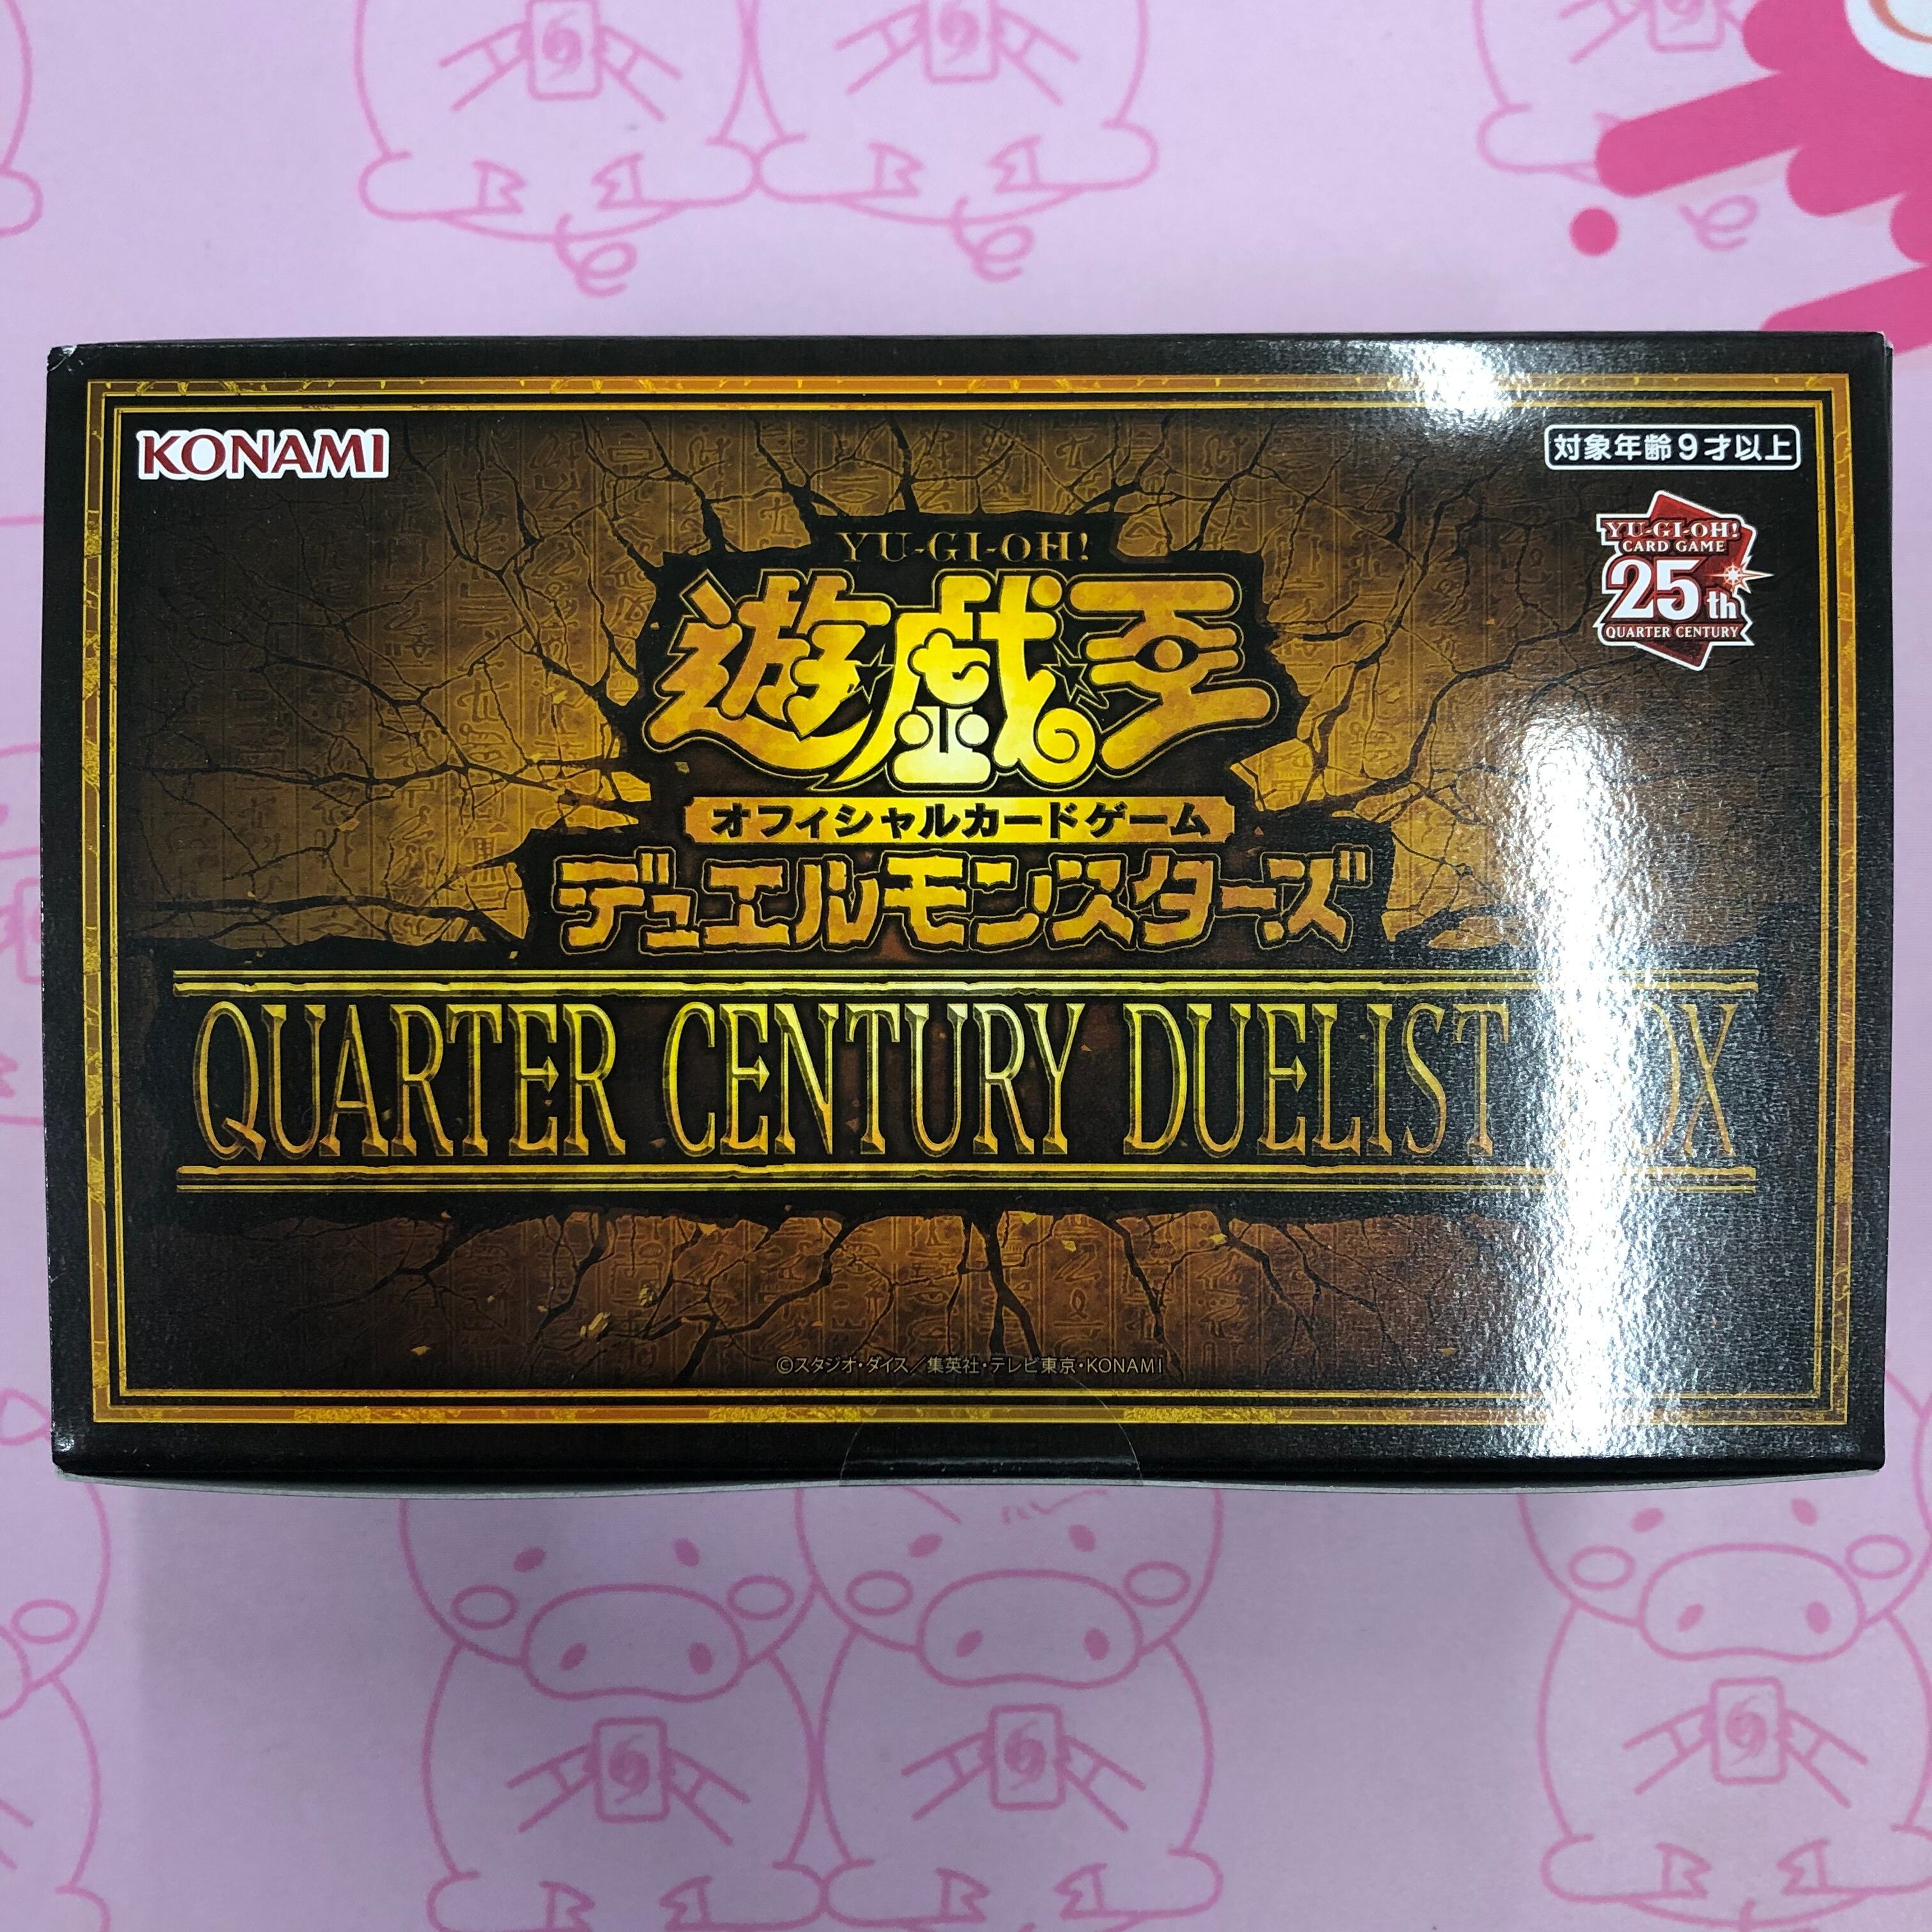 KONAMI
対象年齢9才以上
YU-GI-OH!
CARD GAME
25th
QUARTER CENTURY
YU-GI-OH!
遊戯王
オフィシャルカードゲーム
デュエルモンスターズ
QUARTER CENTURY DUELIST BOX
©スタジオ・ダイス/集英社・テレビ東京・KONAMI